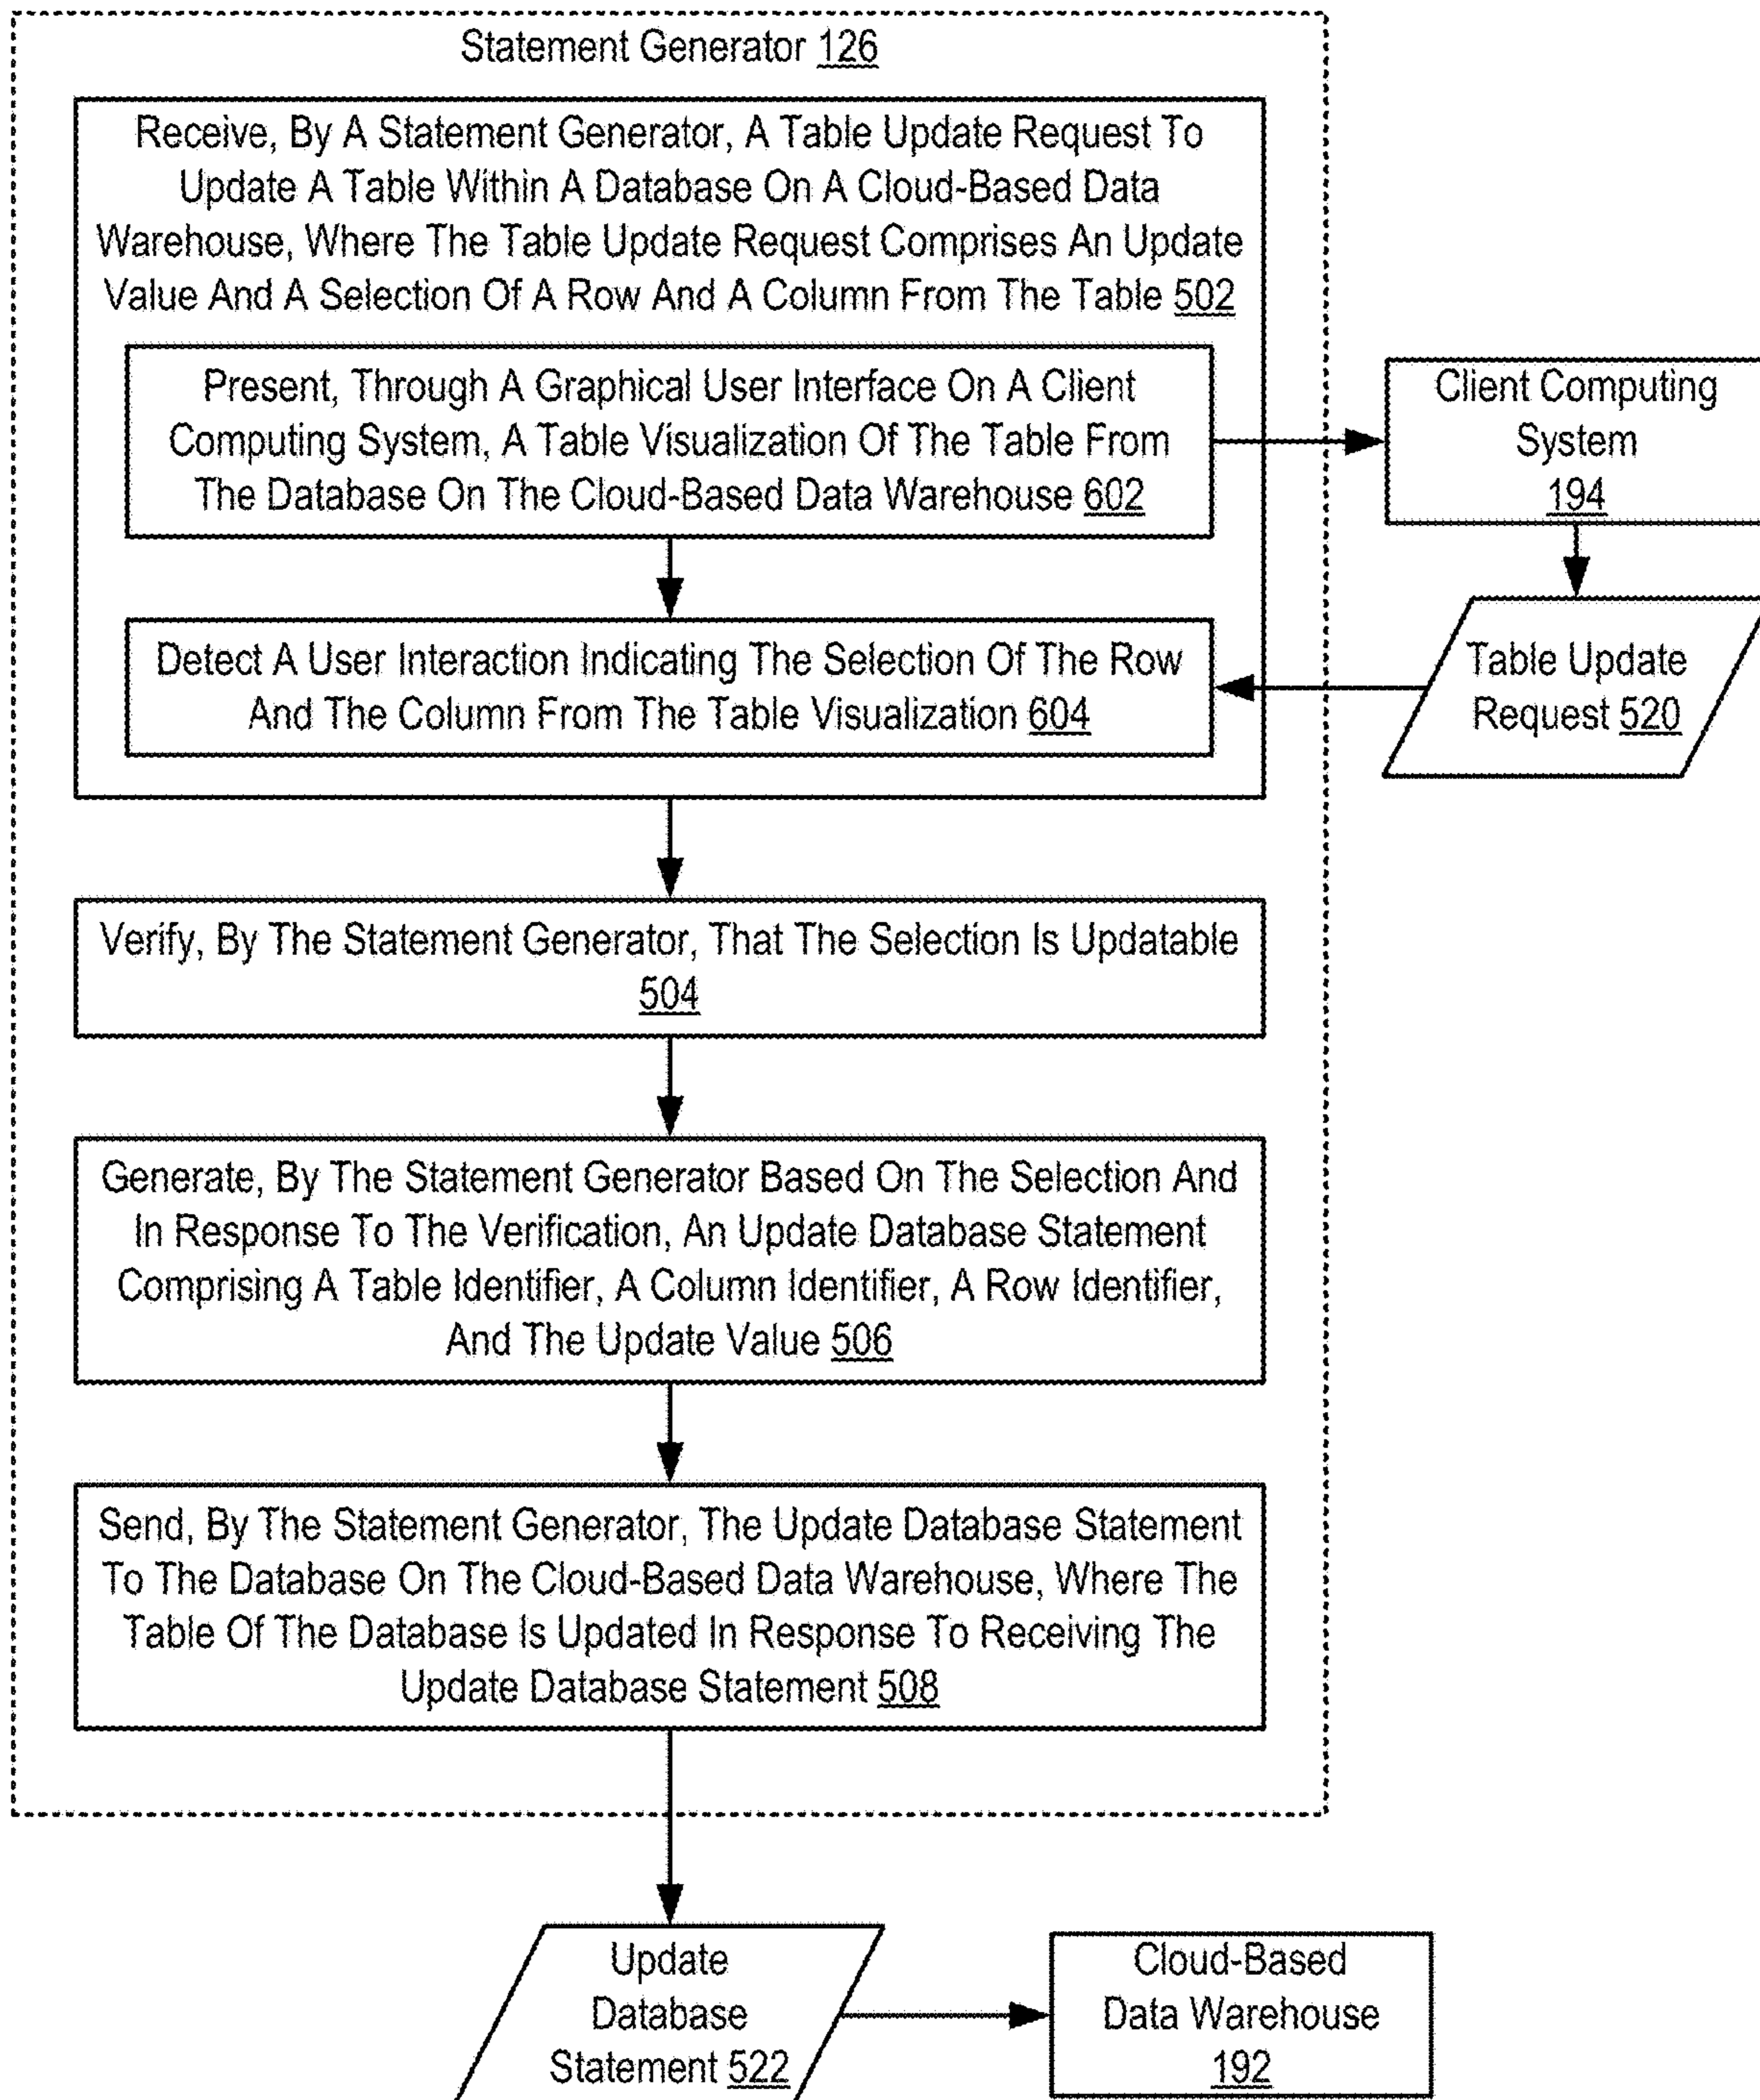 Statement Generator 126
Receive, By A Statement Generator, A Table Update Request To
Update A Table Within A Database On A Cloud-Based Data
Warehouse, Where The Table Update Request Comprises An Update
Value And A Selection Of A Row And A Column From The Table 502
Present, Through A Graphical User Interface On A Client
Computing System, A Table Visualization Of The Table From
The Database On The Cloud-Based Data Warehouse 602
Client Computing
System
194
Detect A User Interaction Indicating The Selection Of The Row
And The Column From The Table Visualization 604
Table Update
Request 520
Verify, By The Statement Generator, That The Selection Is Updatable
504
Generate, By The Statement Generator Based On The Selection And
In Response To The Verification, An Update Database Statement
Comprising A Table Identifier, A Column Identifier, A Row Identifier,
And The Update Value 506
Send, By The Statement Generator, The Update Database Statement
To The Database On The Cloud-Based Data Warehouse, Where The
Table Of The Database Is Updated In Response To Receiving The
Update Database Statement 508
Update
Database
Statement 522
Cloud-Based
Data Warehouse
192